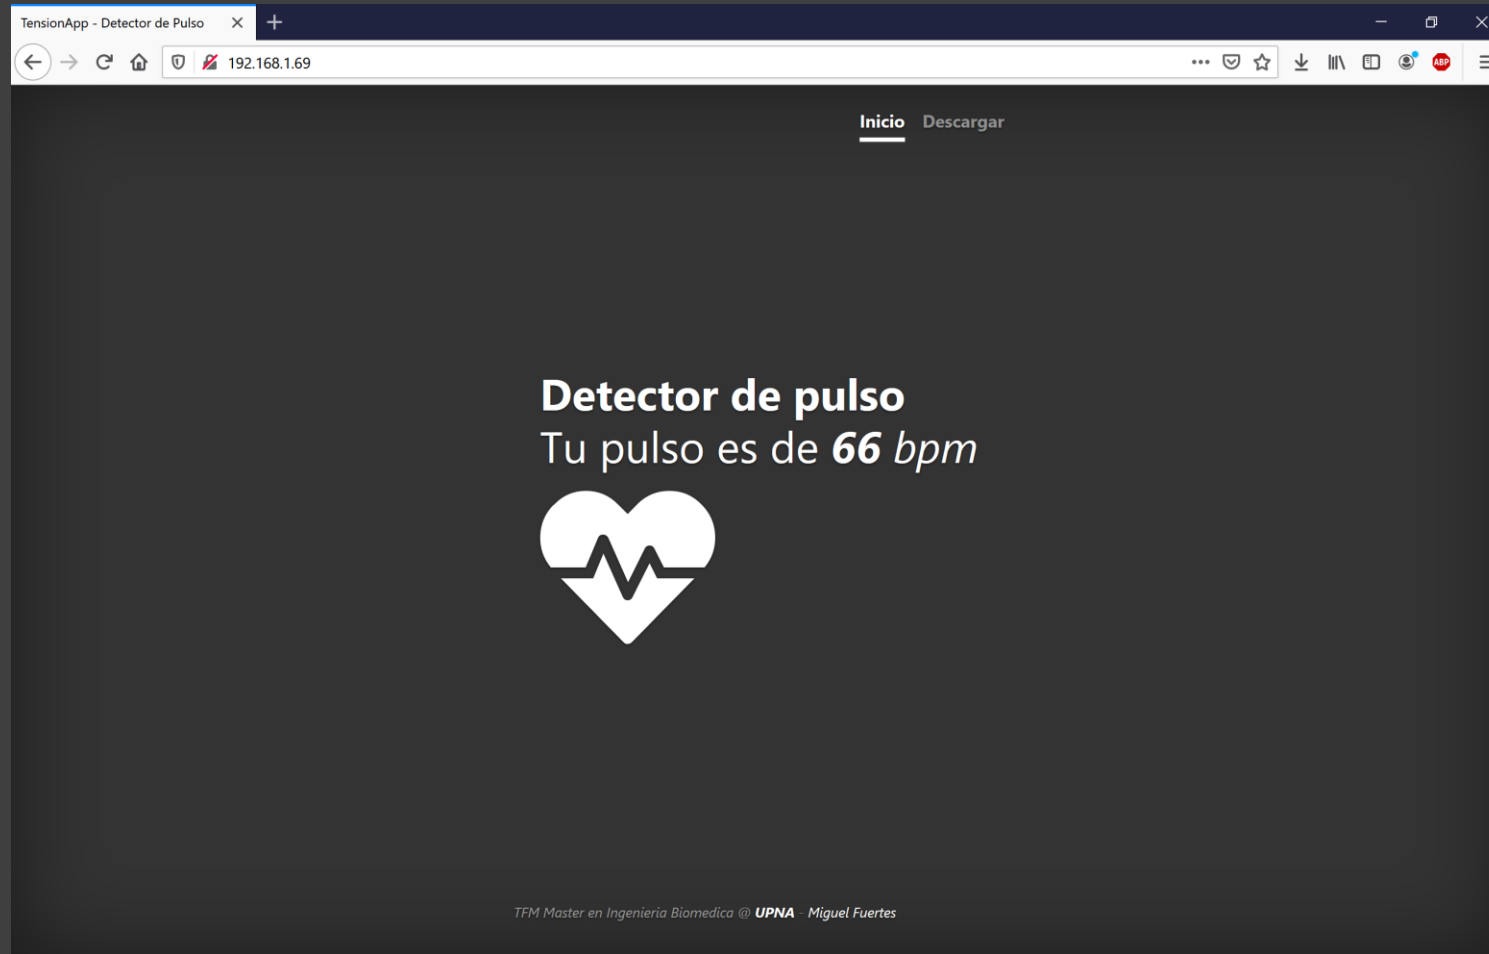 TensionApp - Detector de Pulso
192.168.1.69
ABP
Inicio Descargar
Detector de pulso
Tu pulso es de 66 bpm
TFM Master en Ingenieria Biomedica @ UPNA - Miguel Fuertes